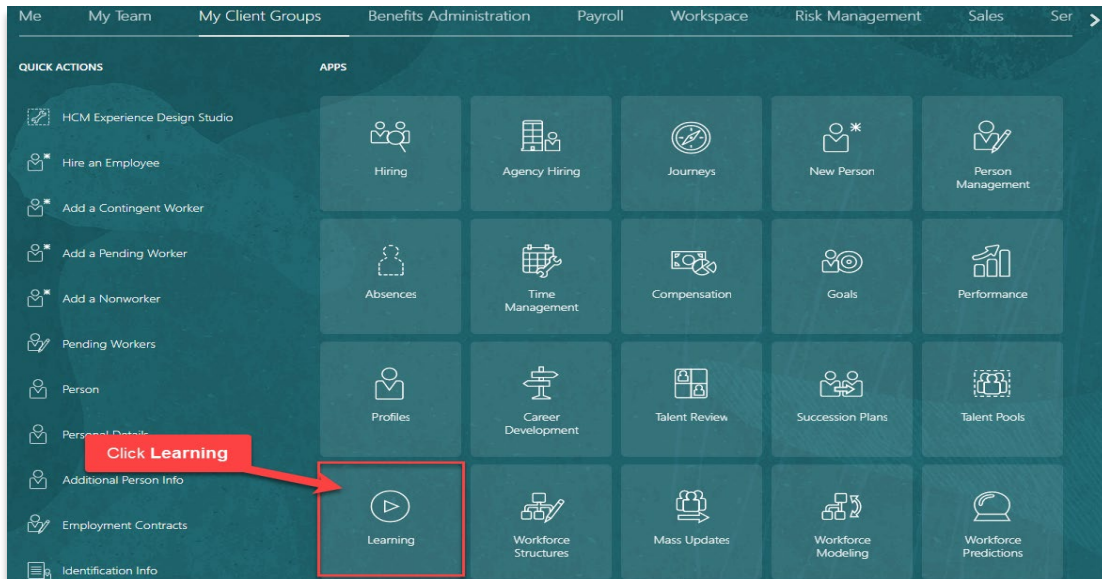 Me My Team My Client Groups Benefits Administration Payroll Workspace Risk Management Sales Ser
QUICK ACTIONS
HCM Experience Design Studio
Hire an Employee
Add a Contingent Worker
Add a Pending Worker
Add a Nonworker
Pending Workers
Person
Personal Details
Click Learning
Additional Person Info
Employment Contracts
Identification Info
APPS
Hiring
Agency Hiring
Journeys
New Person
Person
Management
Absences
Time
Management
Compensation
Goals
Performance
Profiles
Career
Development
Talent Review
Succession Plans
Talent Pools
Learning
Workforce
Structures
Mass Updates
Workforce
Modeling
Workforce
Predictions